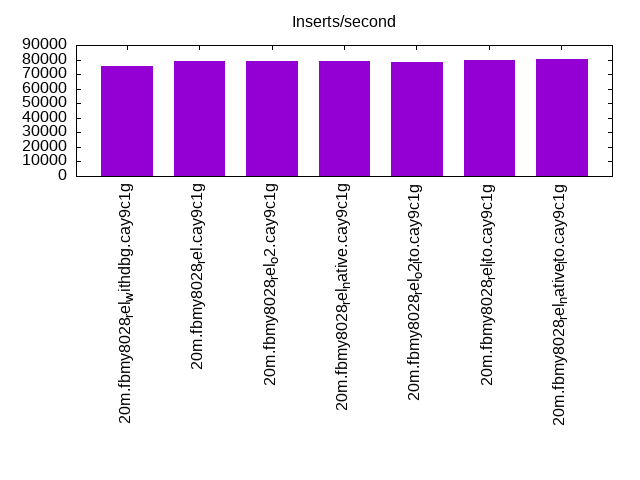 Inserts/second
90000
80000
70000
60000
50000
40000
30000
20000
10000
0
20m.fbmy8028relwithdbg.cay9c1g
20m.fbmy8028rel.cay9c1g
20m.fbmy8028relo2.cay9c1g
20m.fbmy8028relnative.cay9c1g
20m.fbmy8028relo2lto.cay9c1g
20m.fbmy8028rellto.cay9c1g
20m.fbmy8028relnativelto.cay9c1g